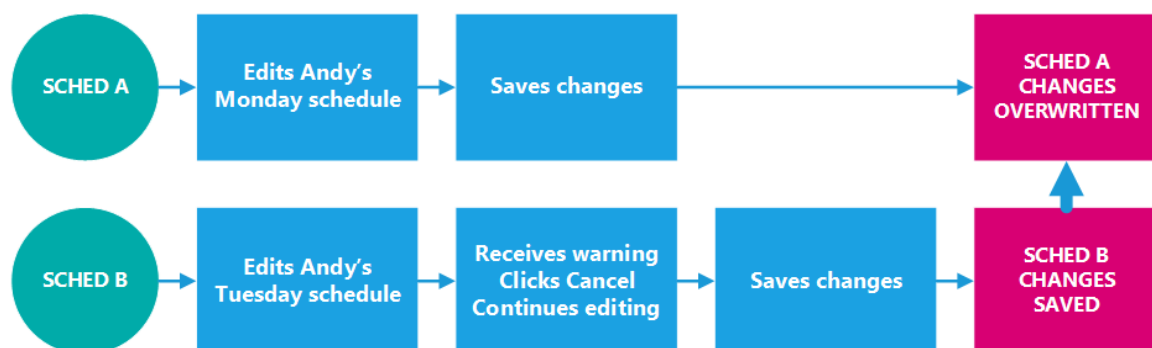 SCHED A
Edits Andy’s
Monday schedule
Saves changes
SCHED A
CHANGES
OVERWRITTEN
SCHED B
Edits Andy’s
Tuesday schedule
Receives warning
Clicks Cancel
Continues editing
Saves changes
SCHED B
CHANGES
SAVED